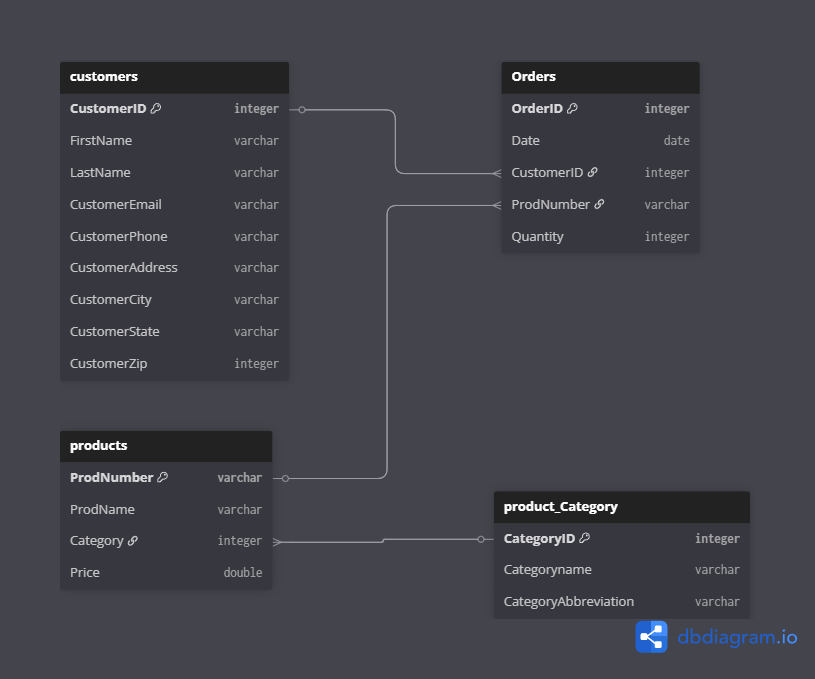 customers
CustomerID integer
FirstName varchar
LastName varchar
CustomerEmail varchar
CustomerPhone varchar
CustomerAddress varchar
CustomerCity varchar
CustomerState varchar
CustomerZip integer
Orders
OrderID integer
Date date
CustomerID integer
ProdNumber varchar
Quantity integer
products
ProdNumber varchar
ProdName varchar
Category integer
Price double
product_Category
CategoryID integer
Categoryname varchar
CategoryAbbreviation varchar
dbdiagram.io